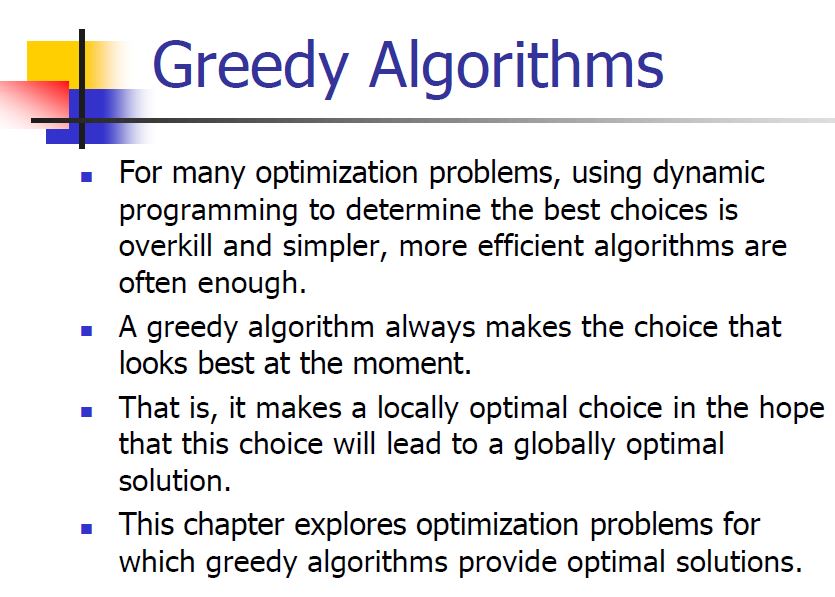 Greedy Algorithms
For many optimization problems, using dynamic
programming to determine the best choices is
overkill and simpler, more efficient algorithms are
often enough.
A greedy algorithm always makes the choice that
looks best at the moment.
That is, it makes a locally optimal choice in the hope
that this choice will lead to a globally optimal
solution.
This chapter explores optimization problems for
which greedy algorithms provide optimal solutions.